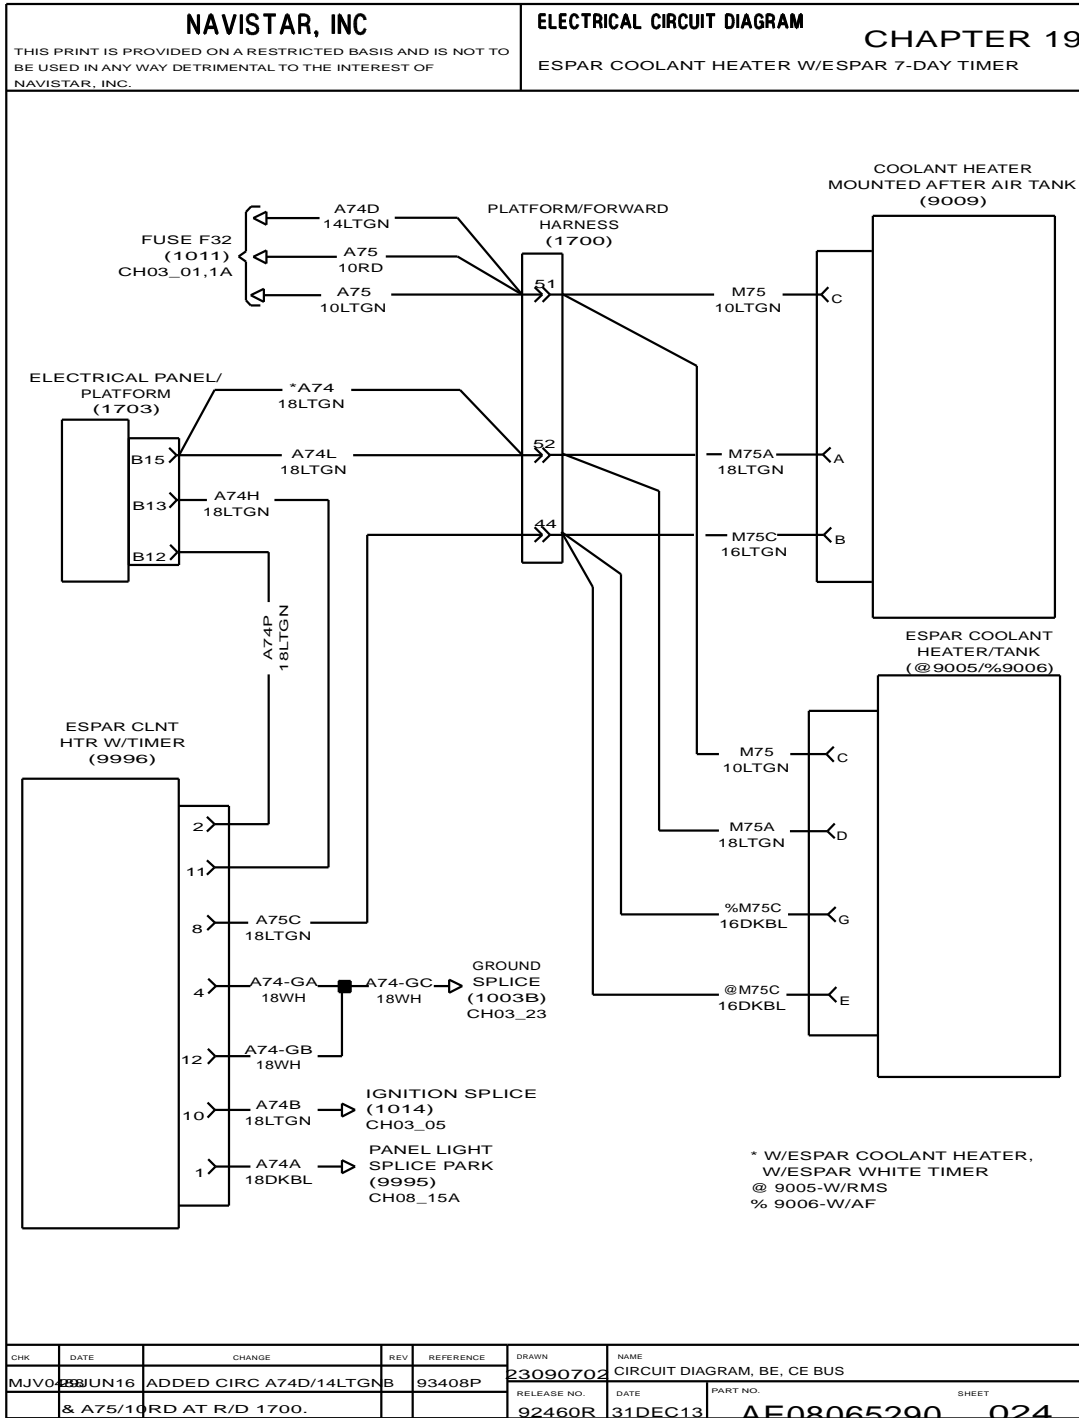 NAVISTAR, INC
THIS PRINT IS PROVIDED ON A RESTRICTED BASIS AND IS NOT TO
BE USED IN ANY WAY DETRIMENTAL TO THE INTEREST OF
NAVISTAR, INC.
ELECTRICAL CIRCUIT DIAGRAM
CHAPTER 19
ESPAR COOLANT HEATER W/ESPAR 7-DAY TIMER
COOLANT HEATER
MOUNTED AFTER AIR TANK
(9009)
A74D
14LTGN
PLATFORM/FORWARD
HARNESS
(1700)
FUSE F32
(1011)
CH03_01,1A
A75
10RD
A75
10LTGN
51
M75
10LTGN
C
ELECTRICAL PANEL/
PLATFORM
(1703)
*A74
18LTGN
B15
A74L
18LTGN
52
M75A
18LTGN
A
B13
A74H
18LTGN
44
M75C
16LTGN
B
B12
A74P
18LTGN
ESPAR COOLANT
HEATER/TANK
(@9005/%9006)
ESPAR CLNT
HTR W/TIMER
(9996)
M75
10LTGN
C
2
M75A
18LTGN
D
11
8
A75C
18LTGN
%M75C
16DKBL
G
4
A74-GA
18WH
A74-GC
18WH
GROUND
SPLICE
(1003B)
CH03_23
@M75C
16DKBL
E
12
A74-GB
18WH
10
A74B
18LTGN
IGNITION SPLICE
(1014)
CH03_05
1
A74A
18DKBL
PANEL LIGHT
SPLICE PARK
(9995)
CH08_15A
* W/ESPAR COOLANT HEATER,
W/ESPAR WHITE TIMER
@ 9005-W/RMS
% 9006-W/AF
CHK DATE CHANGE REV REFERENCE
MJV04 JUN16 ADDED CIRC A74D/14LTGN B 93408P
& A75/10RD AT R/D 1700.
DRAWN
23090702
NAME
CIRCUIT DIAGRAM, BE, CE BUS
RELEASE NO.
92460R
DATE
31DEC13
PART NO.
AE08065290
SHEET
024